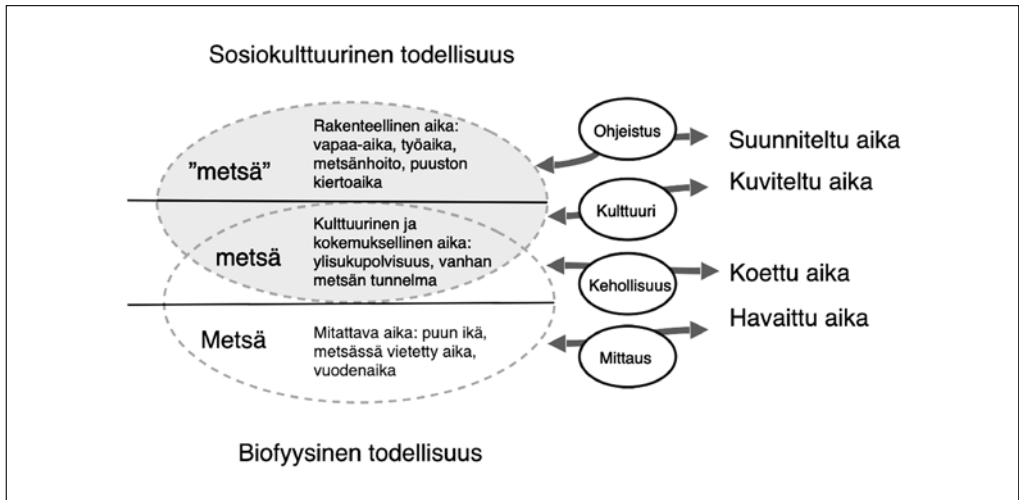 Sosiokulttuurinen todellisuus
”metsä”
Rakenteellinen aika:
vapaa-aika, työaika,
metsänhoito, puuston
kiertoaika
Ohjeistus
Suunniteltu aika
Kuviteltu aika
Kulttuuri
metsä
Kulttuurinen ja
kokemuksellinen aika:
ylisukupolvisuus, vanhan
metsän tunnelma
Kehollisuus
Koettu aika
Havaittu aika
Metsä
Mitattava aika: puun ikä,
metsässä vietetty aika,
vuodenaika
Mittaus
Biofyysinen todellisuus